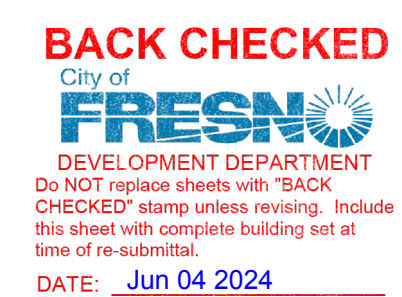 BACK CHECKED
City of
FRESNO
DEVELOPMENT DEPARTMENT
Do NOT replace sheets with "BACK
CHECKED" stamp unless revising. Include
this sheet with complete building set at
time of re-submittal.
DATE: Jun 04 2024